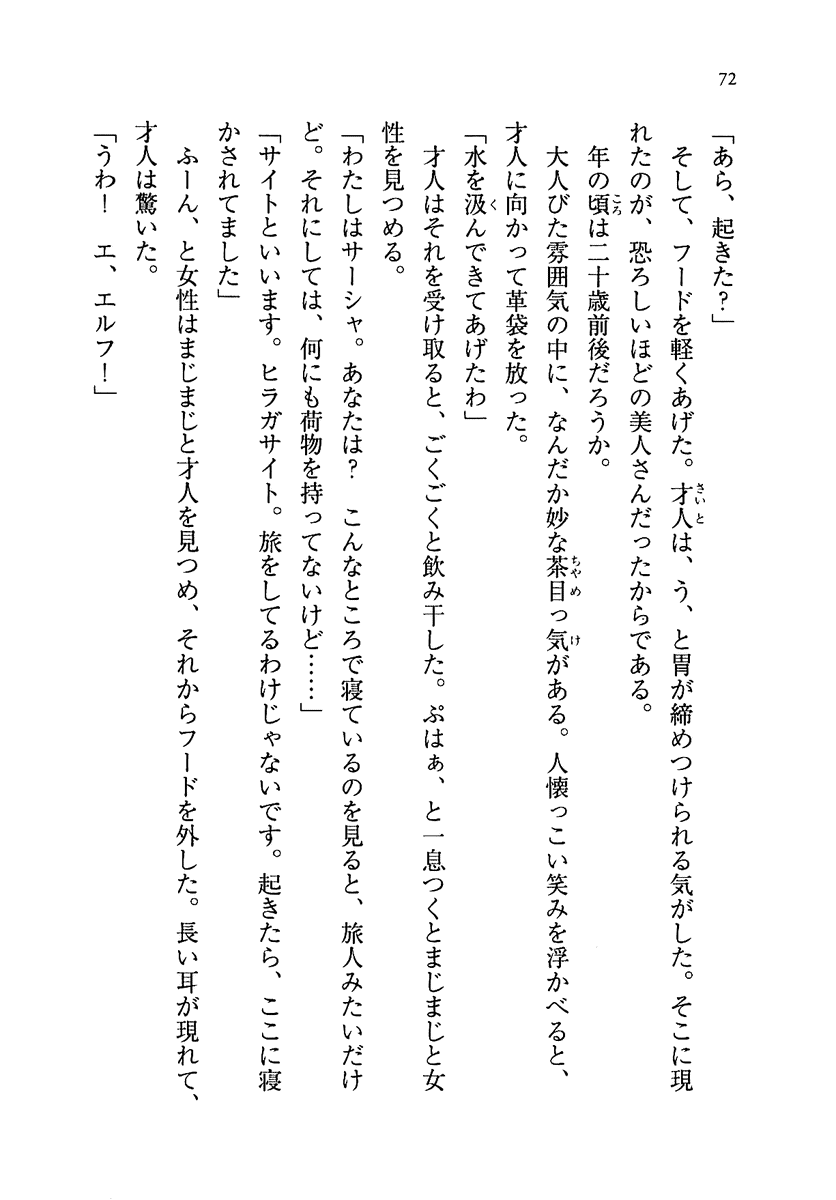 72
「あら、起きた？」
　そして、フードを軽くあげた。才人は、う、と胃が締めつけられる気がした。そこに現
れたのが、恐ろしいほどの美人さんだったからである。
　年の頃は二十歳前後だろうか。
　大人びた雰囲気の中に、なんだか妙な茶目っ気がある。人懐っこい笑みを浮かべると、
才人に向かって革袋を放った。
「水を汲んできてあげたわ」
　才人はそれを受け取ると、ごくごくと飲み干した。ぷはぁ、と一息つくとまじまじと女
性を見つめる。
「わたしはサーシャ。あなたは？　こんなところで寝ているのを見ると、旅人みたいだけ
ど。それにしては、何にも荷物を持ってないけど……」
「サイトといいます。ヒラガサイト。旅をしてるわけじゃないです。起きたら、ここに寝
かされてました」
　ふーん、と女性はまじまじと才人を見つめ、それからフードを外した。長い耳が現れて、
才人は驚いた。
「うわ！　エ、エルフ！」